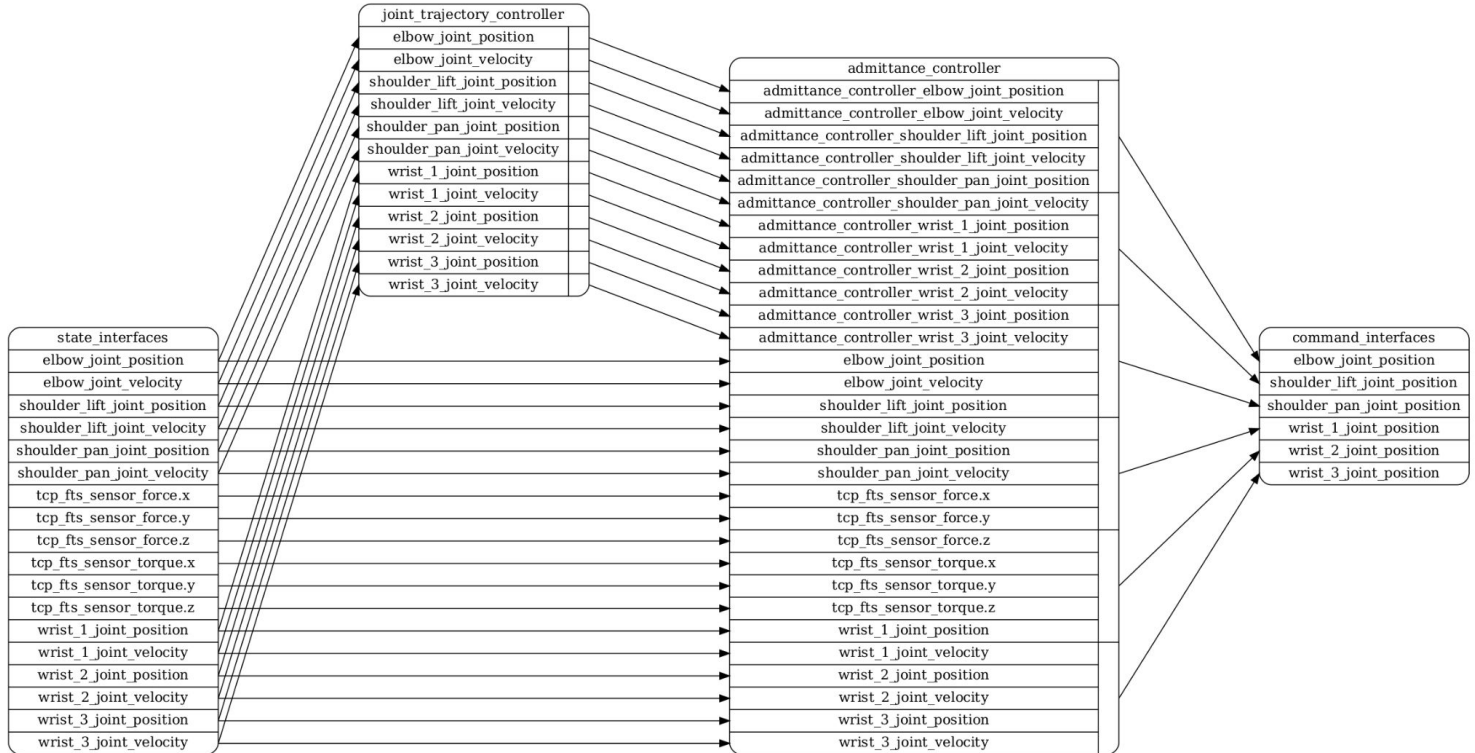 joint_trajectory_controller
elbow_joint_position
elbow_joint_velocity
shoulder_lift_joint_position
shoulder_lift_joint_velocity
shoulder_pan_joint_position
shoulder_pan_joint_velocity
wrist_1_joint_position
wrist_1_joint_velocity
wrist_2_joint_position
wrist_2_joint_velocity
wrist_3_joint_position
wrist_3_joint_velocity
admittance_controller
admittance_controller_elbow_joint_position
admittance_controller_elbow_joint_velocity
admittance_controller_shoulder_lift_joint_position
admittance_controller_shoulder_lift_joint_velocity
admittance_controller_shoulder_pan_joint_position
admittance_controller_shoulder_pan_joint_velocity
admittance_controller_wrist_1_joint_position
admittance_controller_wrist_1_joint_velocity
admittance_controller_wrist_2_joint_position
admittance_controller_wrist_2_joint_velocity
admittance_controller_wrist_3_joint_position
admittance_controller_wrist_3_joint_velocity
elbow_joint_position
elbow_joint_velocity
shoulder_lift_joint_position
shoulder_lift_joint_velocity
shoulder_pan_joint_position
shoulder_pan_joint_velocity
tcp_fts_sensor_force.x
tcp_fts_sensor_force.y
tcp_fts_sensor_force.z
tcp_fts_sensor_torque.x
tcp_fts_sensor_torque.y
tcp_fts_sensor_torque.z
wrist_1_joint_position
wrist_1_joint_velocity
wrist_2_joint_position
wrist_2_joint_velocity
wrist_3_joint_position
wrist_3_joint_velocity
state_interfaces
elbow_joint_position
elbow_joint_velocity
shoulder_lift_joint_position
shoulder_lift_joint_velocity
shoulder_pan_joint_position
shoulder_pan_joint_velocity
tcp_fts_sensor_force.x
tcp_fts_sensor_force.y
tcp_fts_sensor_force.z
tcp_fts_sensor_torque.x
tcp_fts_sensor_torque.y
tcp_fts_sensor_torque.z
wrist_1_joint_position
wrist_1_joint_velocity
wrist_2_joint_position
wrist_2_joint_velocity
wrist_3_joint_position
wrist_3_joint_velocity
command_interfaces
elbow_joint_position
shoulder_lift_joint_position
shoulder_pan_joint_position
wrist_1_joint_position
wrist_2_joint_position
wrist_3_joint_position